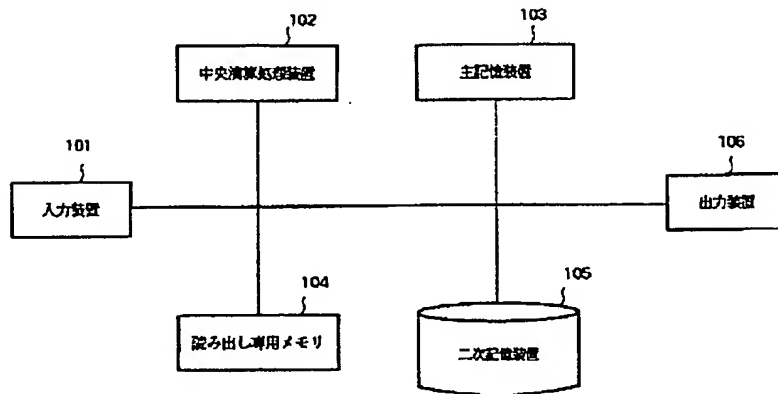 102
中央演算処理装置
103
主記憶装置
101
入力装置
106
出力装置
104
読み出し専用メモリ
105
二次記憶装置